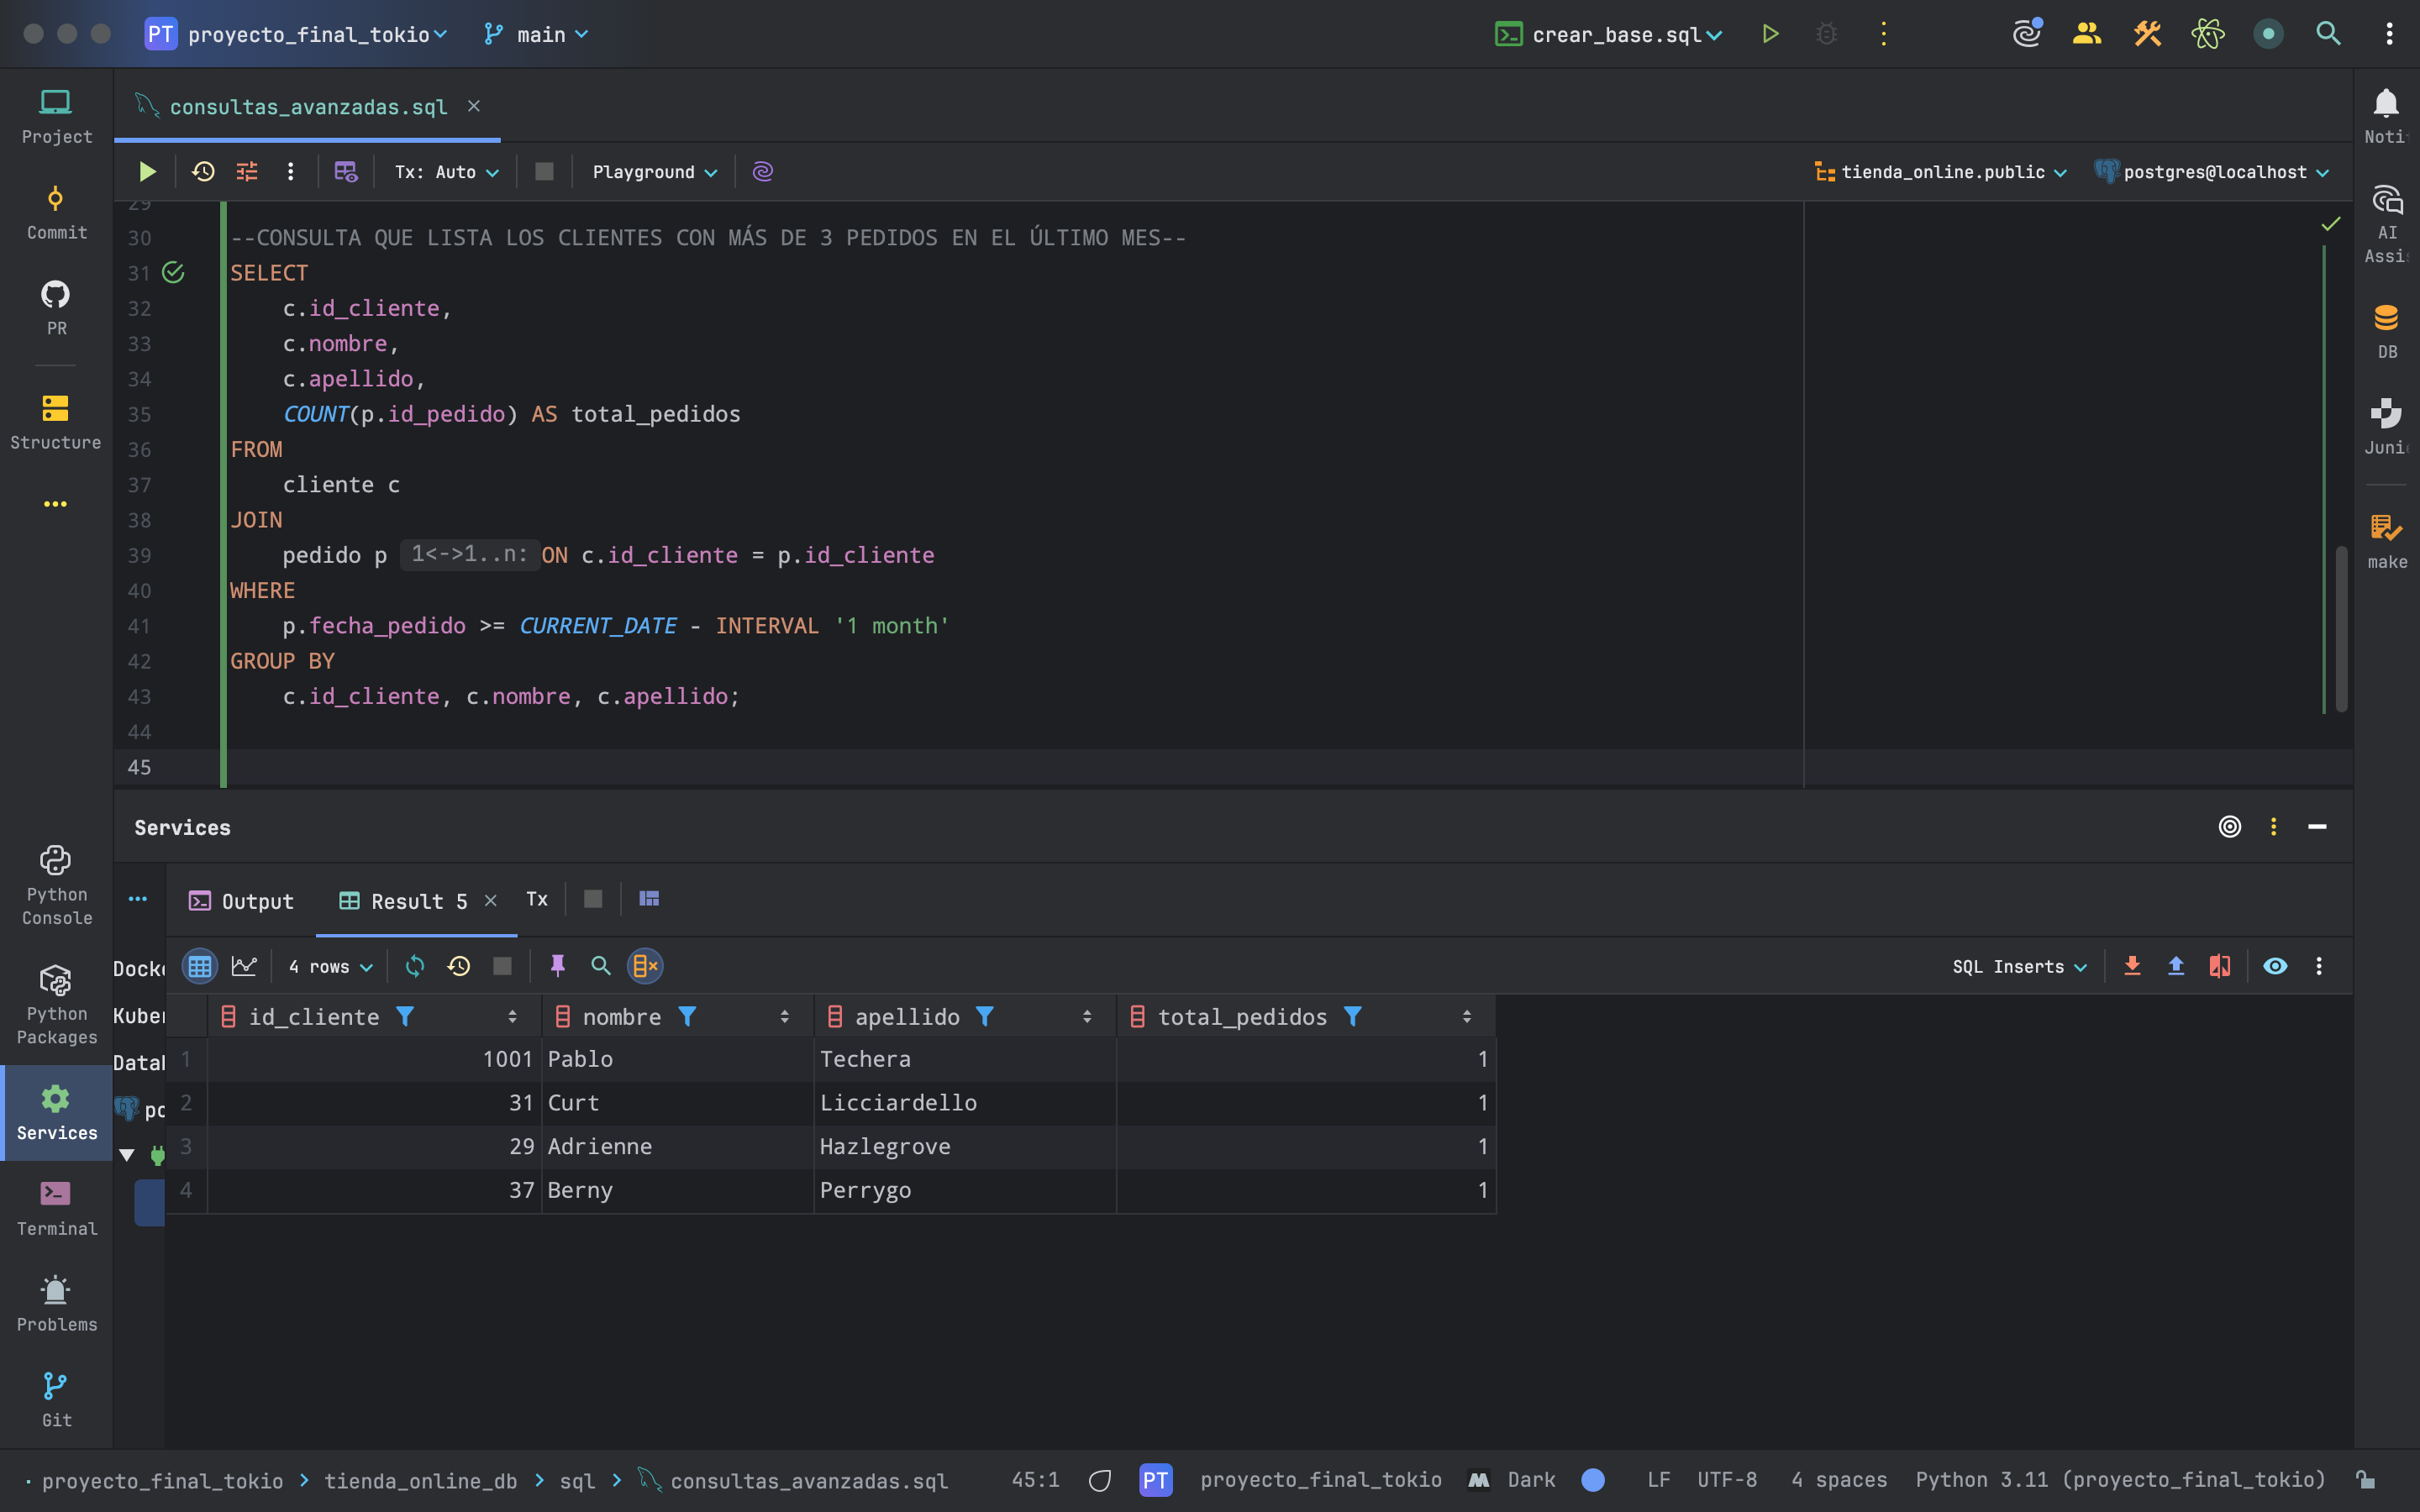 PT proyecto_final_tokio main crear_base.sql
Project
Commit
PR
Structure
Python
Console
Python
Packages
Services
Terminal
Problems
Git
consultas_avanzadas.sql
Tx: Auto Playground tienda_online.public postgres@localhost
29
30 --CONSULTA QUE LISTA LOS CLIENTES CON MÁS DE 3 PEDIDOS EN EL ÚLTIMO MES--
31 SELECT
32 c.id_cliente,
33 c.nombre,
34 c.apellido,
35 COUNT(p.id_pedido) AS total_pedidos
36 FROM
37 cliente c
38 JOIN
39 pedido p 1<->1..n: ON c.id_cliente = p.id_cliente
40 WHERE
41 p.fecha_pedido >= CURRENT_DATE - INTERVAL '1 month'
42 GROUP BY
43 c.id_cliente, c.nombre, c.apellido;
44
45
Noti
AI
Assi
DB
Juni
make
Services
Output Result 5 Tx
Docke
Kuber
Datal
po
4 rows SQL Inserts
id_cliente nombre apellido total_pedidos
1 1001 Pablo Techera 1
2 31 Curt Licciardello 1
3 29 Adrienne Hazlegrove 1
4 37 Berny Perrygo 1
proyecto_final_tokio > tienda_online_db > sql > consultas_avanzadas.sql 45:1 PT proyecto_final_tokio Dark LF UTF-8 4 spaces Python 3.11 (proyecto_final_tokio)